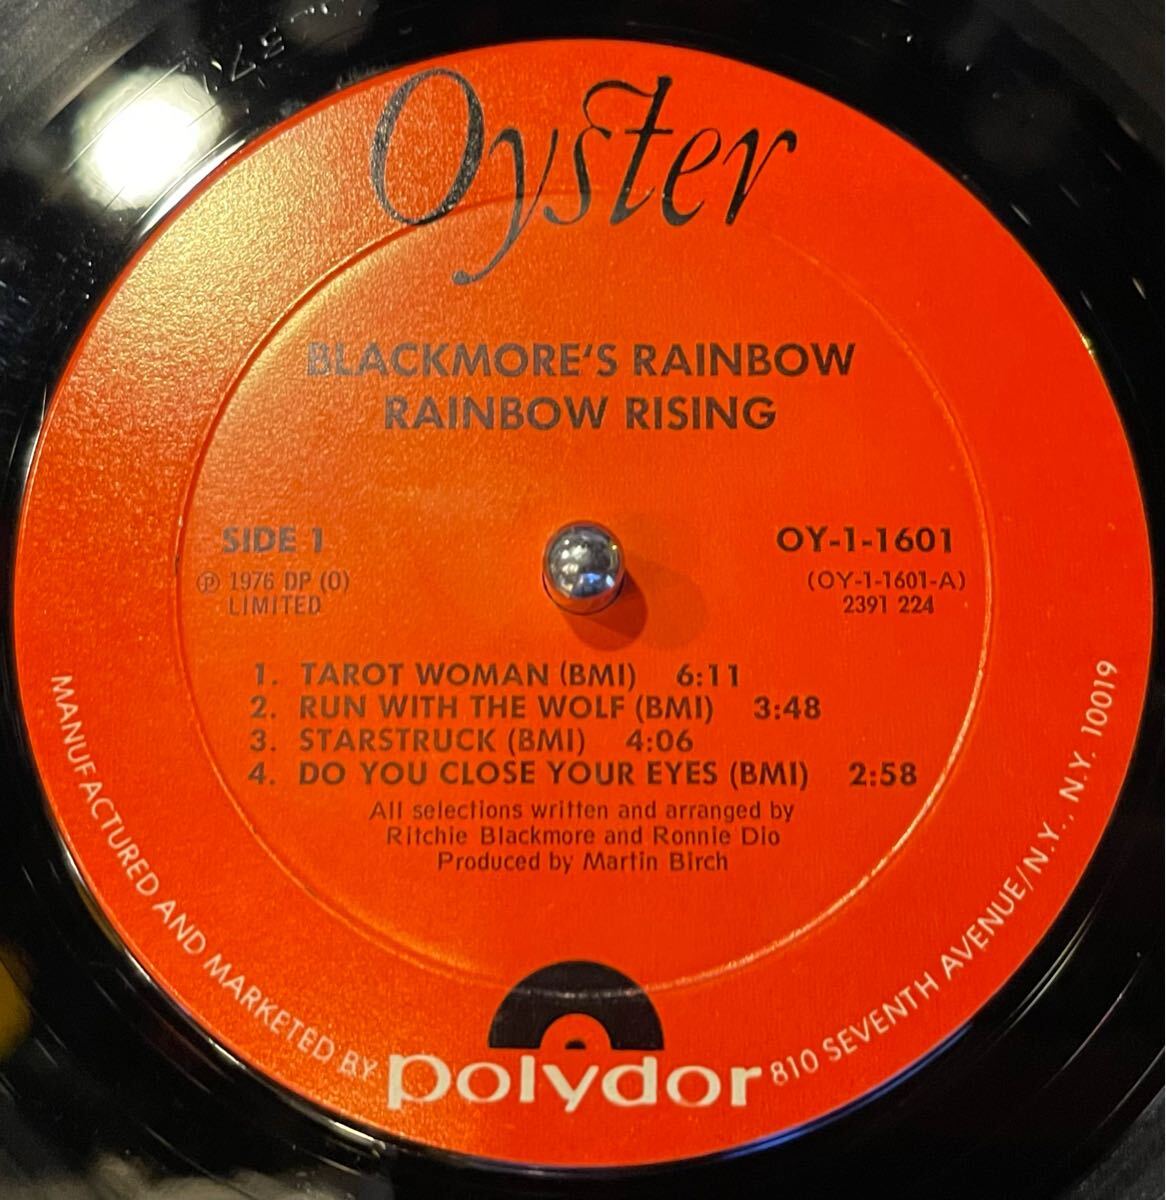 Oyster
BLACKMORE'S RAINBOW
RAINBOW RISING
SIDE 1
℗ 1976 DP (O)
LIMITED
OY-1-1601
(OY-1-1601-A)
2391 224
1. TAROT WOMAN (BMI) 6:11
2. RUN WITH THE WOLF (BMI) 3:48
3. STARSTRUCK (BMI) 4:06
4. DO YOU CLOSE YOUR EYES (BMI) 2:58
All selections written and arranged by
Ritchie Blackmore and Ronnie Dio
Produced by Martin Birch
MANUFACTURED AND MARKETED BY polydor 810 SEVENTH AVENUE/N.Y., N.Y. 10019